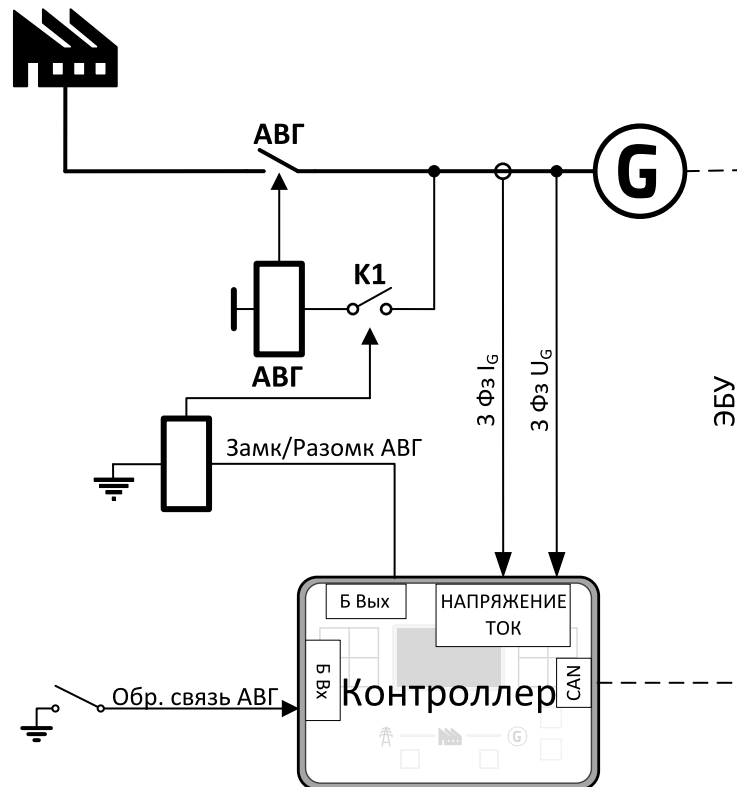 АВГ
G
К1
АВГ
3 Фз IG
3 Фз UG
ЭБУ
Замк/Разомк АВГ
Б Вых
НАПРЯЖЕНИЕ
ТОК
Б Вх
Контроллер
CAN
Обр. связь АВГ
G